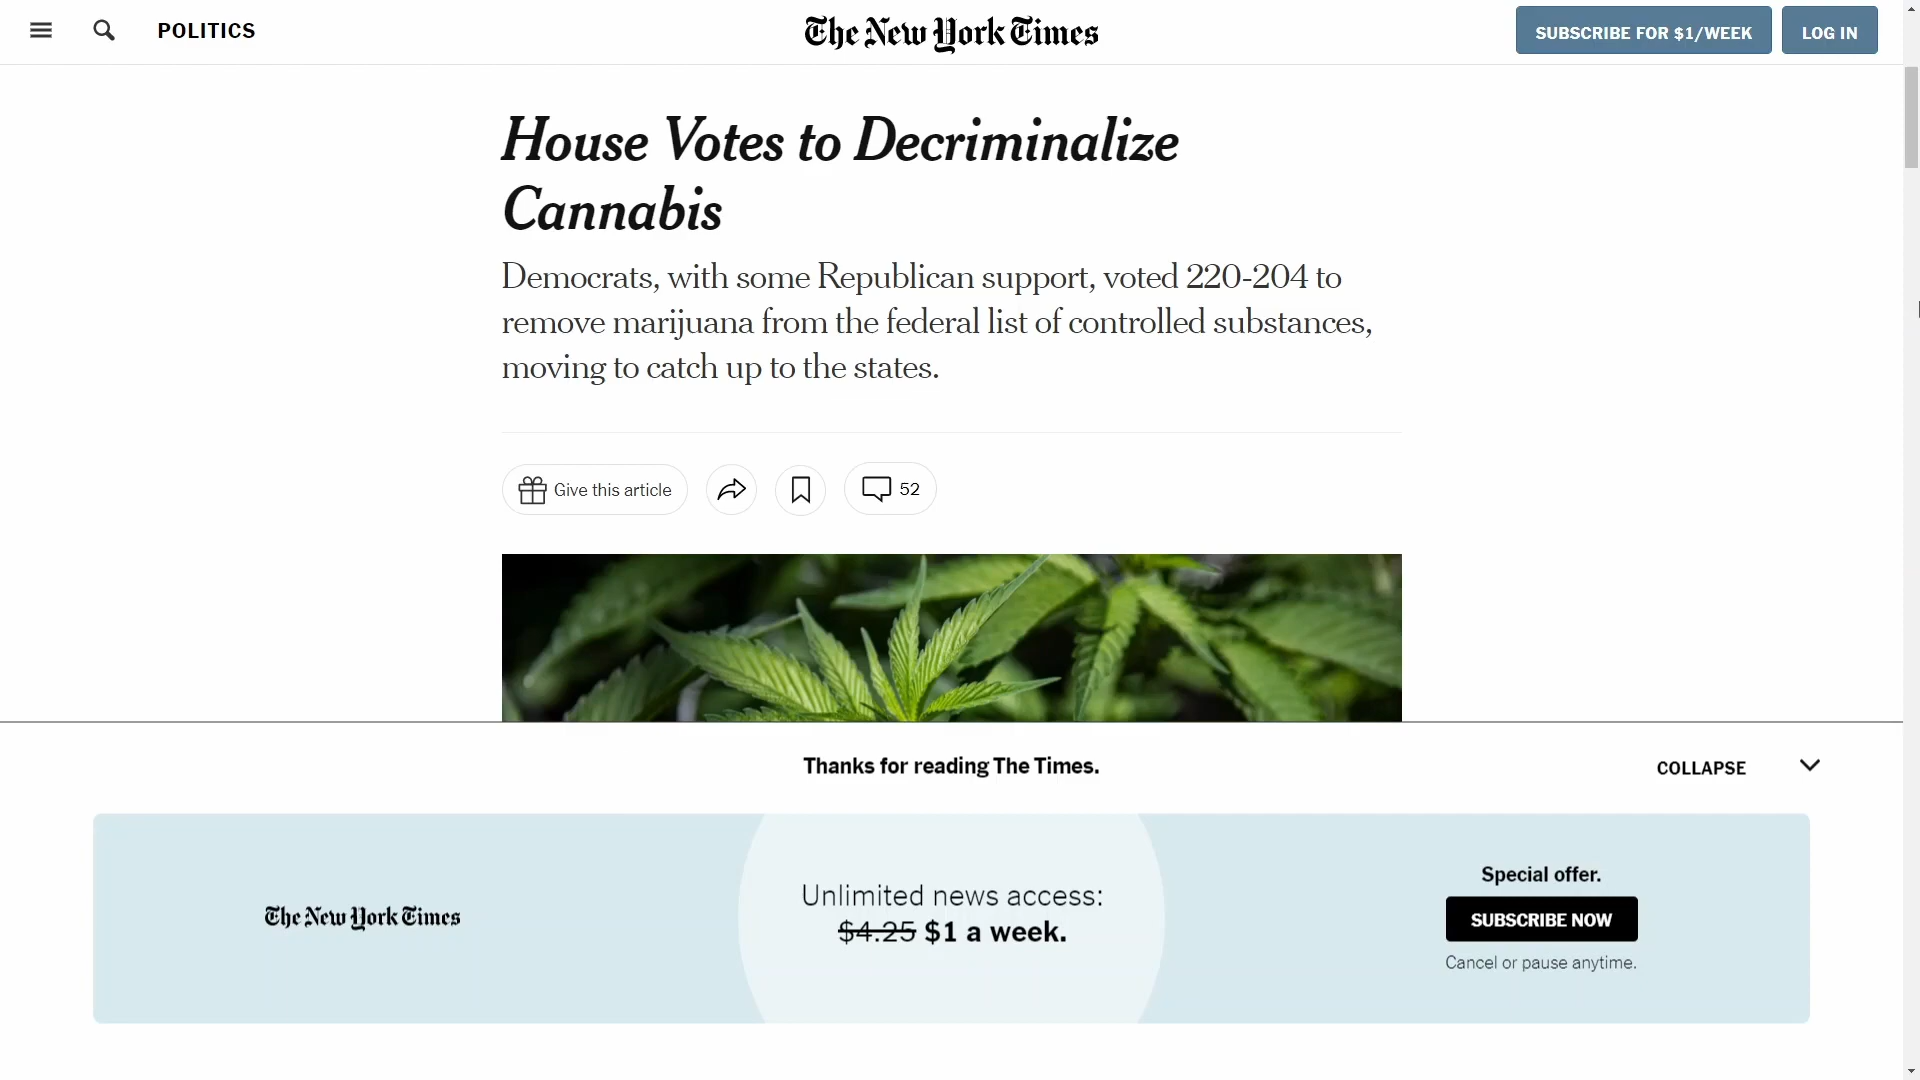 POLITICS
The New York Times
SUBSCRIBE FOR $1/WEEK
LOG IN
House Votes to Decriminalize
Cannabis
Democrats, with some Republican support, voted 220-204 to
remove marijuana from the federal list of controlled substances,
moving to catch up to the states.
Give this article
52
Thanks for reading The Times.
COLLAPSE
The New York Times
Unlimited news access:
$4.25 $1 a week.
Special offer.
SUBSCRIBE NOW
Cancel or pause anytime.